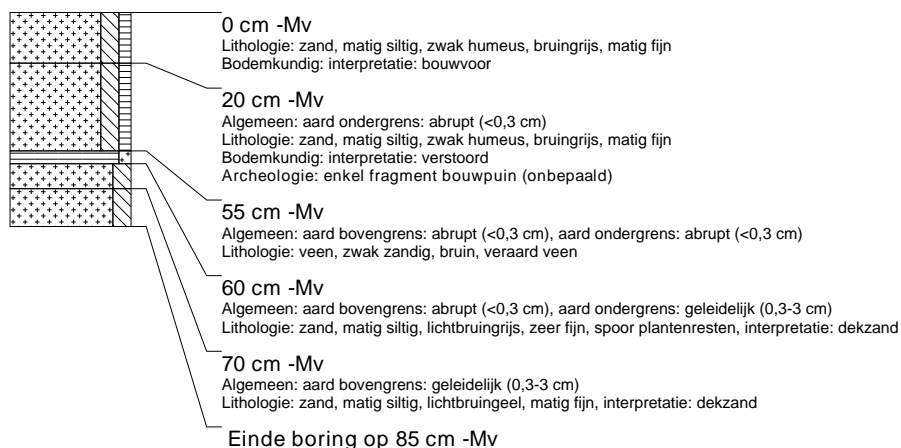 0 cm -Mv
Lithologie: zand, matig siltig, zwak humeus, bruingrijs, matig fijn
Bodemkundig: interpretatie: bouwvoor
20 cm -Mv
Algemeen: aard ondergrens: abrupt (<0,3 cm)
Lithologie: zand, matig siltig, zwak humeus, bruingrijs, matig fijn
Bodemkundig: interpretatie: verstoord
Archeologie: enkel fragment bouwpuin (onbepaald)
55 cm -Mv
Algemeen: aard bovengrens: abrupt (<0,3 cm), aard ondergrens: abrupt (<0,3 cm)
Lithologie: veen, zwak zandig, bruin, veraard veen
60 cm -Mv
Algemeen: aard bovengrens: abrupt (<0,3 cm), aard ondergrens: geleidelijk (0,3-3 cm)
Lithologie: zand, matig siltig, lichtbruingrijs, zeer fijn, spoor plantenresten, interpretatie: dekzand
70 cm -Mv
Algemeen: aard bovengrens: geleidelijk (0,3-3 cm)
Lithologie: zand, matig siltig, lichtbruingeel, matig fijn, interpretatie: dekzand
Einde boring op 85 cm -Mv